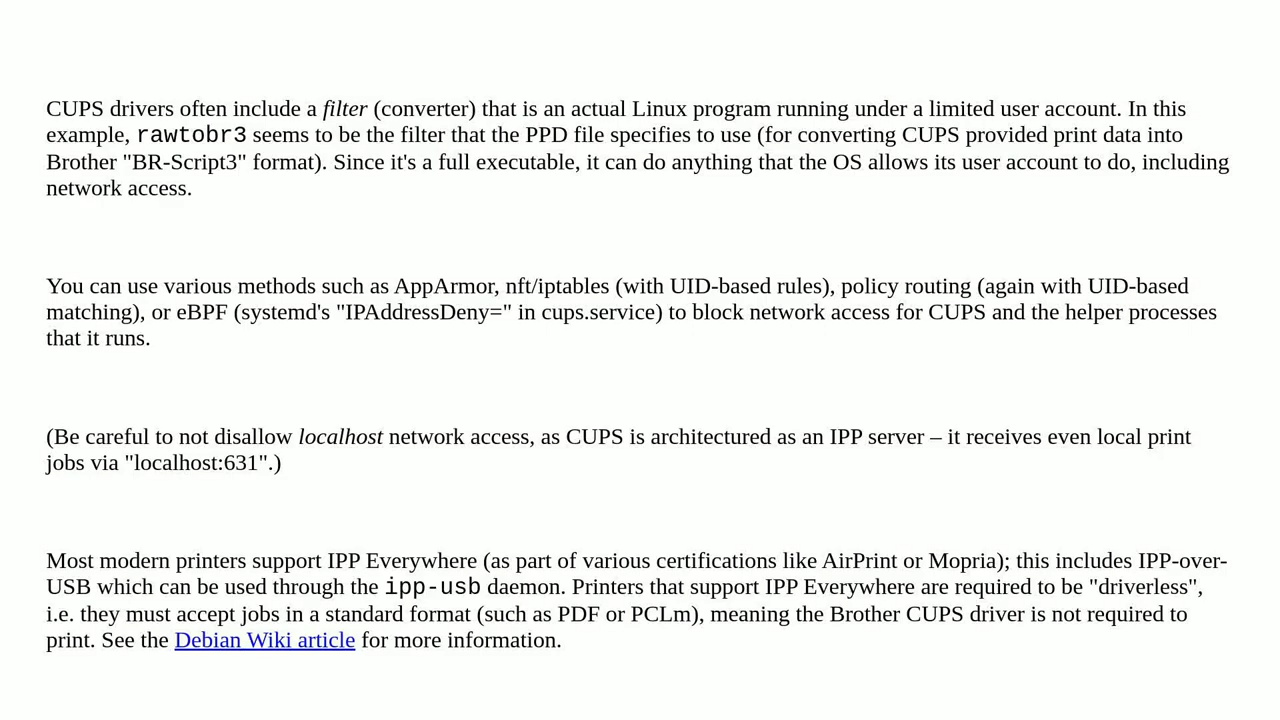 CUPS drivers often include a filter (converter) that is an actual Linux program running under a limited user account. In this
example, rawtobr3 seems to be the filter that the PPD file specifies to use (for converting CUPS provided print data into
Brother "BR-Script3" format). Since it's a full executable, it can do anything that the OS allows its user account to do, including
network access.
You can use various methods such as AppArmor, nft/iptables (with UID-based rules), policy routing (again with UID-based
matching), or eBPF (systemd's "IPAddressDeny=" in cups.service) to block network access for CUPS and the helper processes
that it runs.
(Be careful to not disallow localhost network access, as CUPS is architectured as an IPP server – it receives even local print
jobs via "localhost:631".)
Most modern printers support IPP Everywhere (as part of various certifications like AirPrint or Mopria); this includes IPP-over-
USB which can be used through the ipp-usb daemon. Printers that support IPP Everywhere are required to be "driverless",
i.e. they must accept jobs in a standard format (such as PDF or PCLm), meaning the Brother CUPS driver is not required to
print. See the Debian Wiki article for more information.